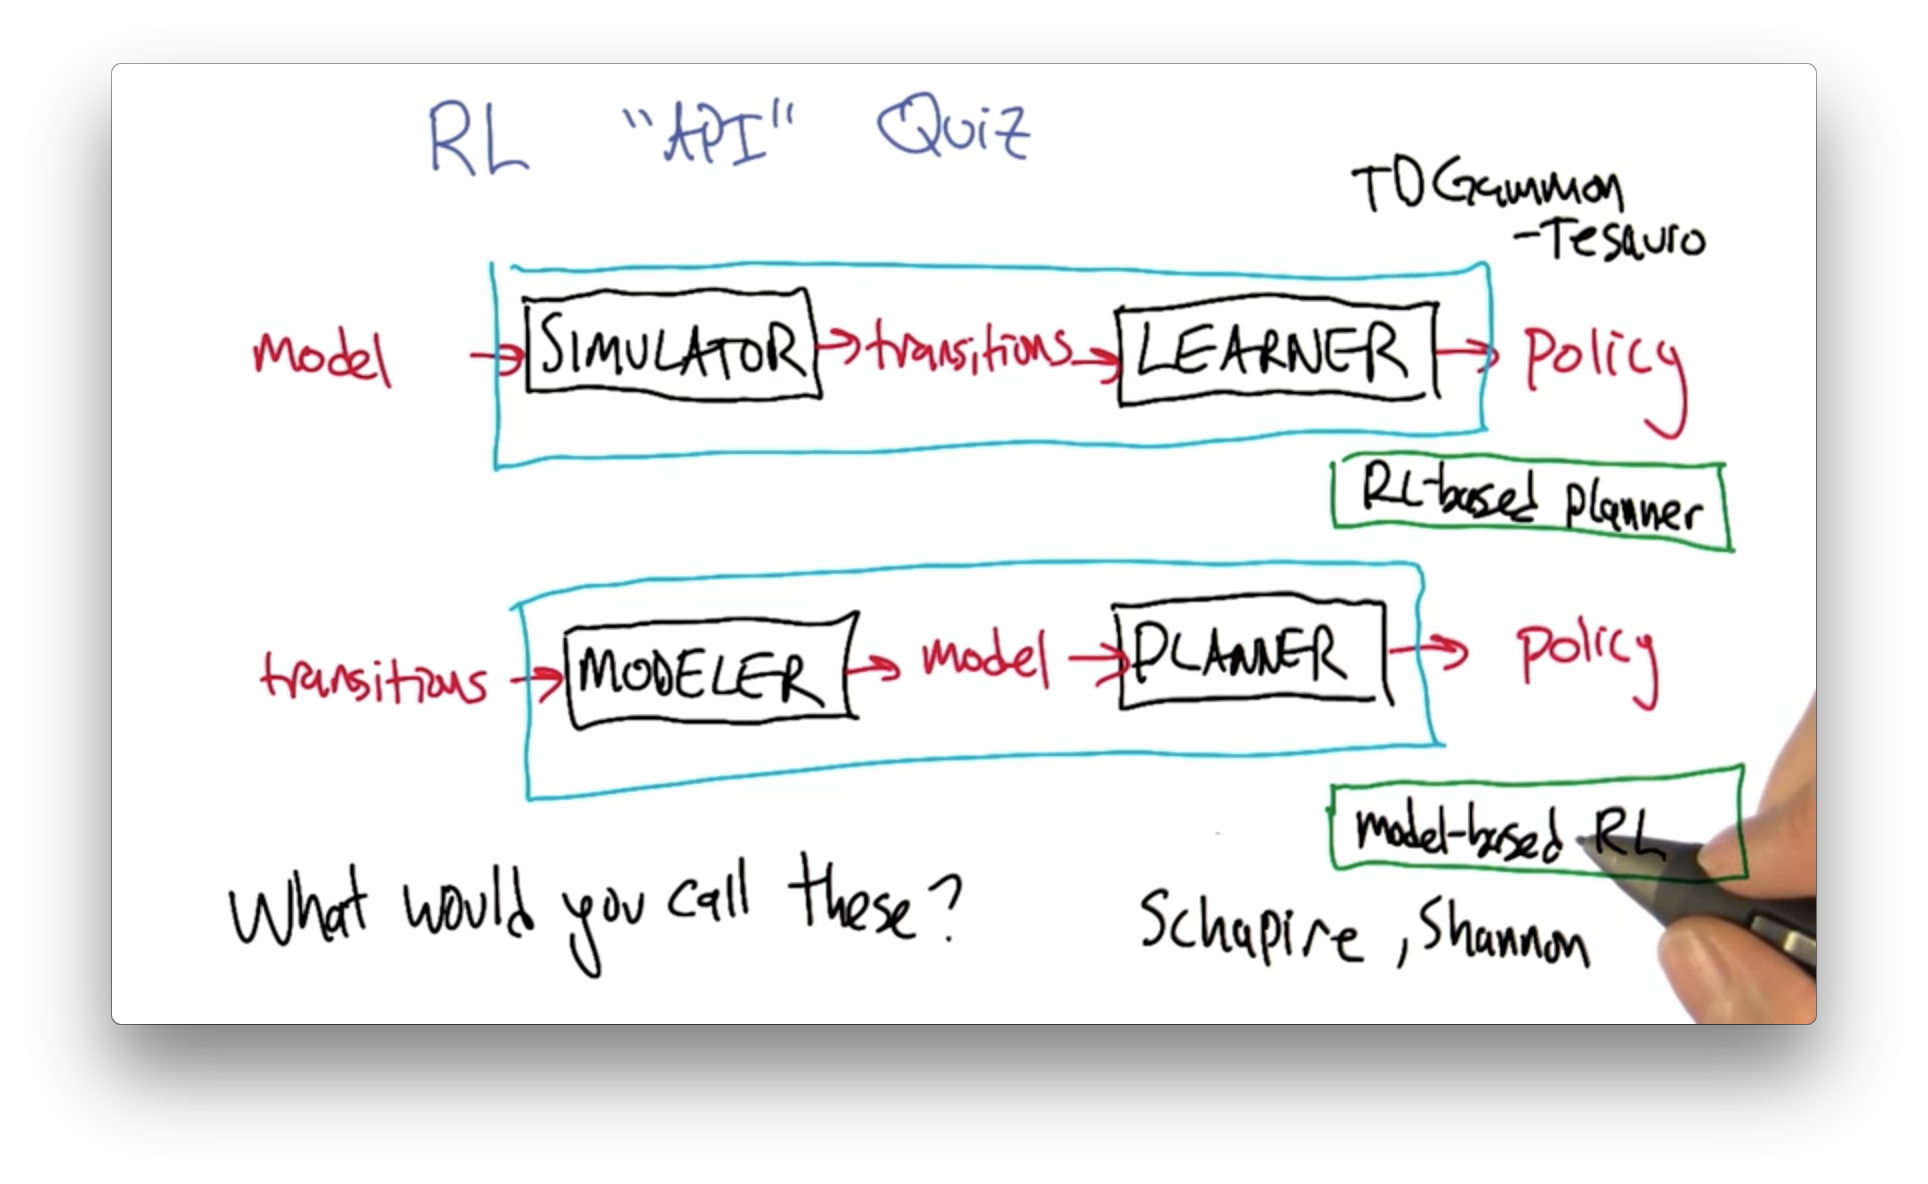 RL "API" Quiz
TDGammon
-Tesauro
model → SIMULATOR → transitions → LEARNER → policy
RL-based planner
transitions → MODELER → model → PLANNER → policy
model-based RL
What would you call these?
Schapire, Shannon